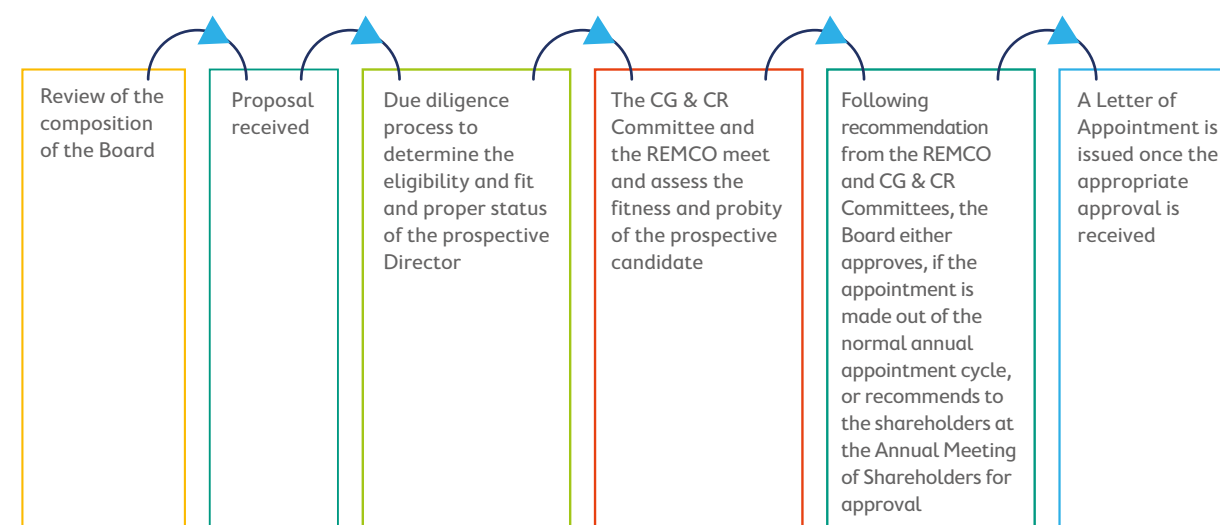 Review of the
composition
of the Board
Proposal
received
Due diligence
process to
determine the
eligibility and fit
and proper status
of the prospective
Director
The CG & CR
Committee and
the REMCO meet
and assess the
fitness and probity
of the prospective
candidate
Following
recommendation
from the REMCO
and CG & CR
Committees, the
Board either
approves, if the
appointment is
made out of the
normal annual
appointment cycle,
or recommends to
the shareholders at
the Annual Meeting
of Shareholders for
approval
A Letter of
Appointment is
issued once the
appropriate
approval is
received